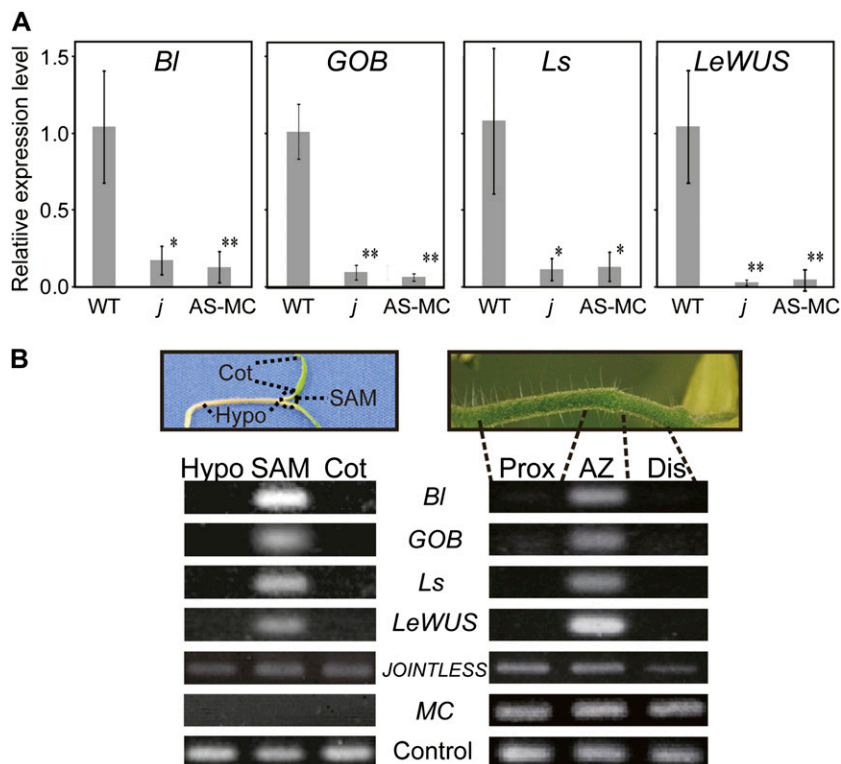 A
Relative expression level
1.5
1.0
0.5
0.0
Bl
GOB
Ls
LeWUS
* **
** **
* *
** **
WT j AS-MC
WT j AS-MC
WT j AS-MC
WT j AS-MC
B
Cot
Hypo
SAM
Hypo SAM Cot
Prox AZ Dis
Bl
GOB
Ls
LeWUS
JOINTLESS
MC
Control